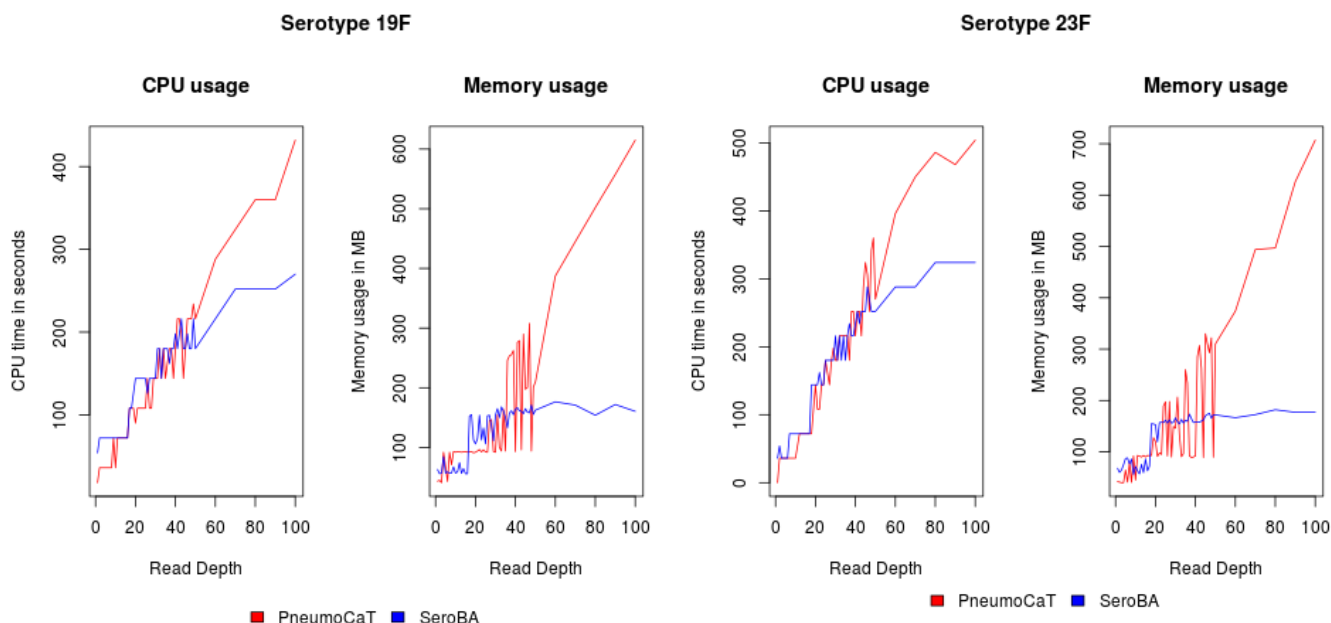 Serotype 19F
Serotype 23F
CPU usage
Memory usage
CPU usage
Memory usage
CPU time in seconds
100 200 300 400
0 20 40 60 80 100
Read Depth
Memory usage in MB
100 200 300 400 500 600
0 20 40 60 80 100
Read Depth
CPU time in seconds
0 100 200 300 400 500
0 20 40 60 80 100
Read Depth
Memory usage in MB
100 200 300 400 500 600 700
0 20 40 60 80 100
Read Depth
PneumoCaT SeroBA
PneumoCaT SeroBA